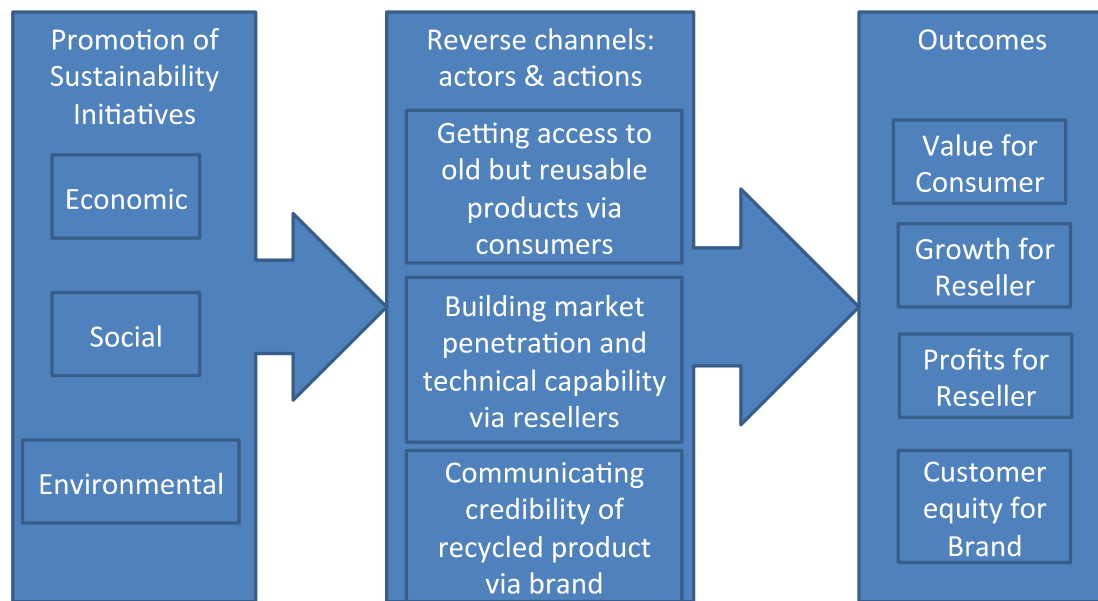 Promotion of
Sustainability
Initiatives
Economic
Social
Environmental
Reverse channels:
actors & actions
Getting access to
old but reusable
products via
consumers
Building market
penetration and
technical capability
via resellers
Communicating
credibility of
recycled product
via brand
Outcomes
Value for
Consumer
Growth for
Reseller
Profits for
Reseller
Customer
equity for
Brand